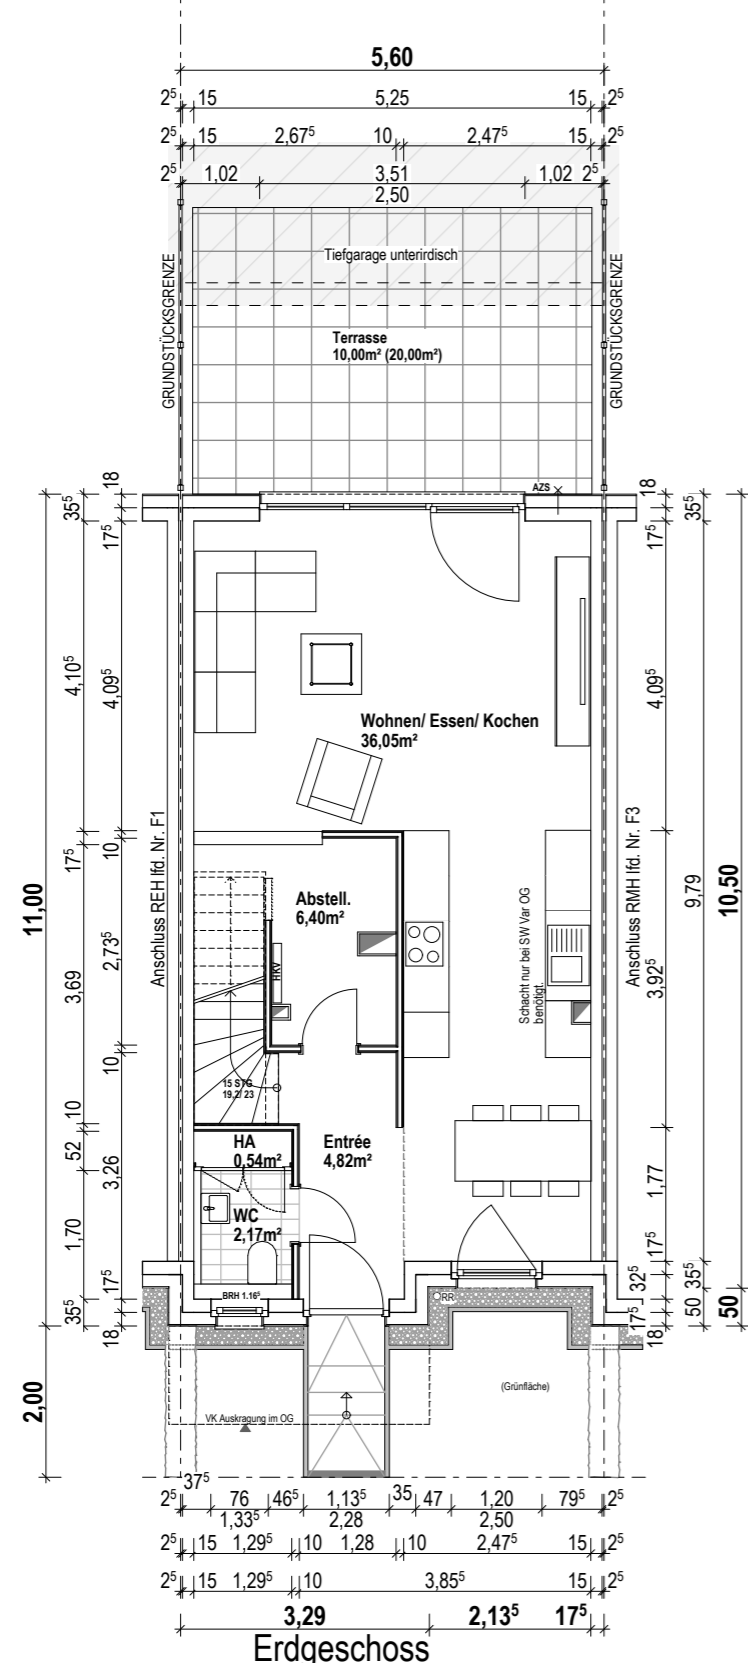 5,60
2⁵ 15 5,25 15 2⁵
2⁵ 15 2,67⁵ 10 2,47⁵ 15 2⁵
2⁵ 1,02 3,51 1,02 2⁵
2,50
Tiefgarage unterirdisch
GRUNDSTÜCKSGRENZE
GRUNDSTÜCKSGRENZE
Terrasse
10,00m² (20,00m²)
AZS
18
35⁵
17⁵
18
17⁵
35⁵
4,10⁵
4,09⁵
4,09⁵
Wohnen/ Essen/ Kochen
36,05m²
Anschluss REH lfd. Nr. F1
Anschluss RMH lfd. Nr. F3
11,00
17⁵
10
9,79
10,50
Abstell.
6,40m²
HKV
Schacht nur bei SW Var OG
benötigt.
3,69
2,73⁵
3,92⁵
10
15 STG
19,2/ 23
10
52
3,26
HA
0,54m²
Entrée
4,82m²
1,77
WC
2,17m²
1,70
17⁵
BRH 1.16⁵
RR
17⁵
32⁵
35⁵
35⁵
18
17⁵
18
50
50
2,00
VK Auskragung im OG
(Grünfläche)
37⁵
2⁵ 76 46⁵ 1,13⁵ 35 47 1,20 79⁵ 2⁵
1,33⁵ 2,28 2,50
2⁵ 15 1,29⁵ 10 1,28 10 2,47⁵ 15 2⁵
2⁵ 15 1,29⁵ 10 3,85⁵ 15 2⁵
3,29 2,13⁵ 17⁵
Erdgeschoss